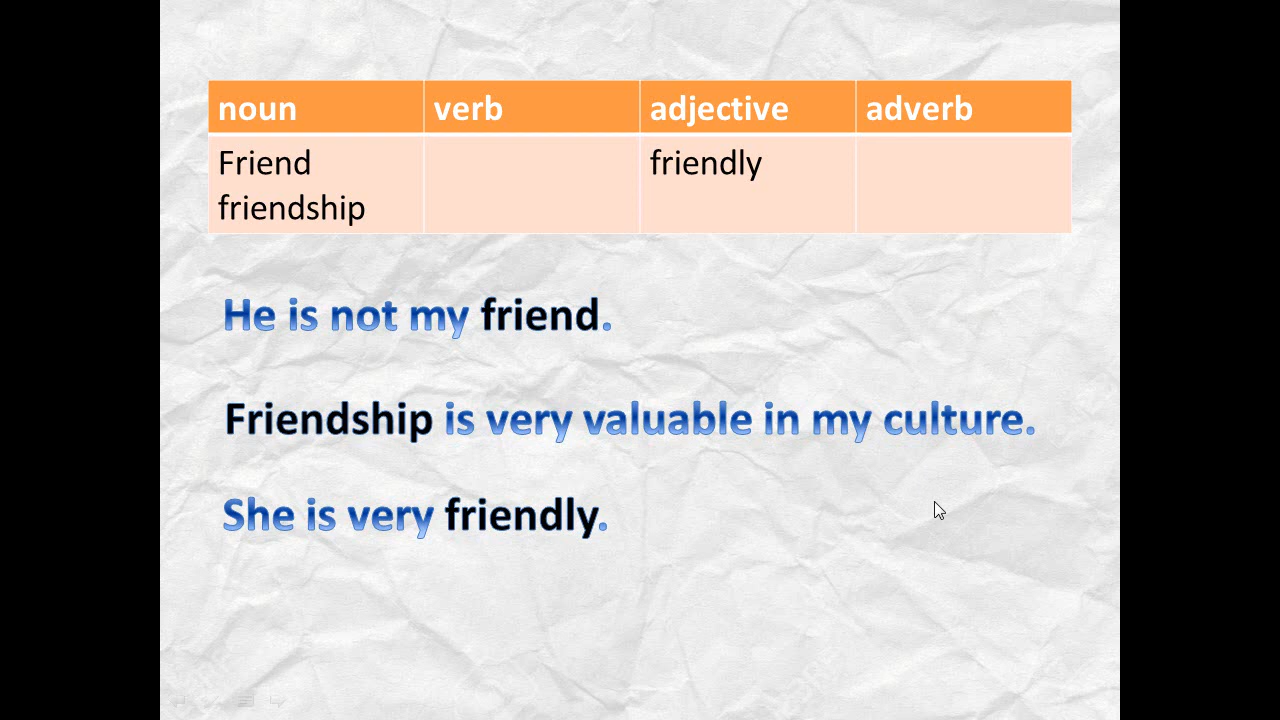 noun verb adjective adverb
Friend friendly
friendship
He is not my friend.
Friendship is very valuable in my culture.
She is very friendly.